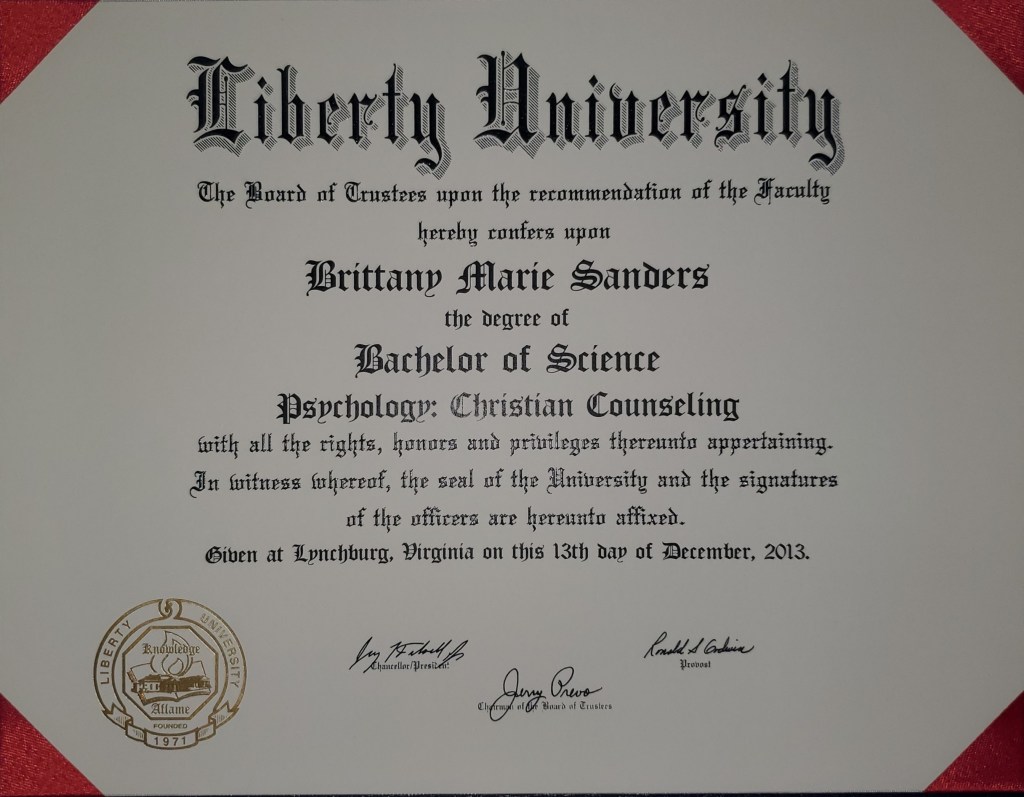 Liberty University
The Board of Trustees upon the recommendation of the Faculty
hereby confers upon
Brittany Marie Sanders
the degree of
Bachelor of Science
Psychology: Christian Counseling
with all the rights, honors and privileges thereunto appertaining.
In witness whereof, the seal of the University and the signatures
of the officers are hereunto affixed.
Given at Lynchburg, Virginia on this 13th day of December, 2013.
LIBERTY UNIVERSITY
Knowledge
Aflame
FOUNDED
1971
Chancellor/President
Provost
Jerry Prevo
Chairman of the Board of Trustees